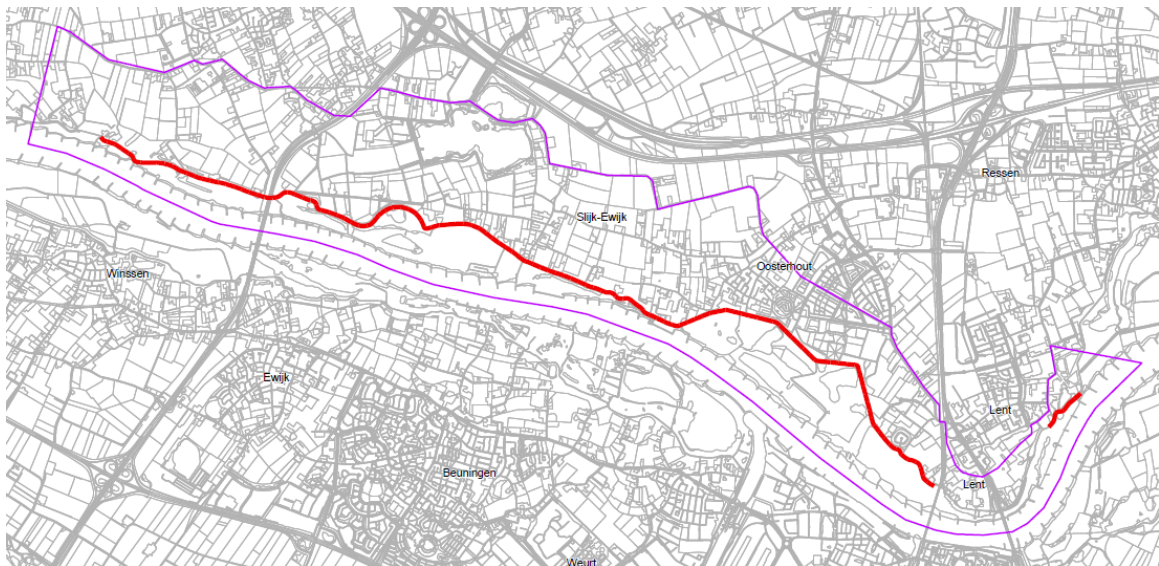 Ressen
Slijk-Ewijk
Oosterhout
Winssen
Ewijk
Lent
Beuningen
Lent
Weurt